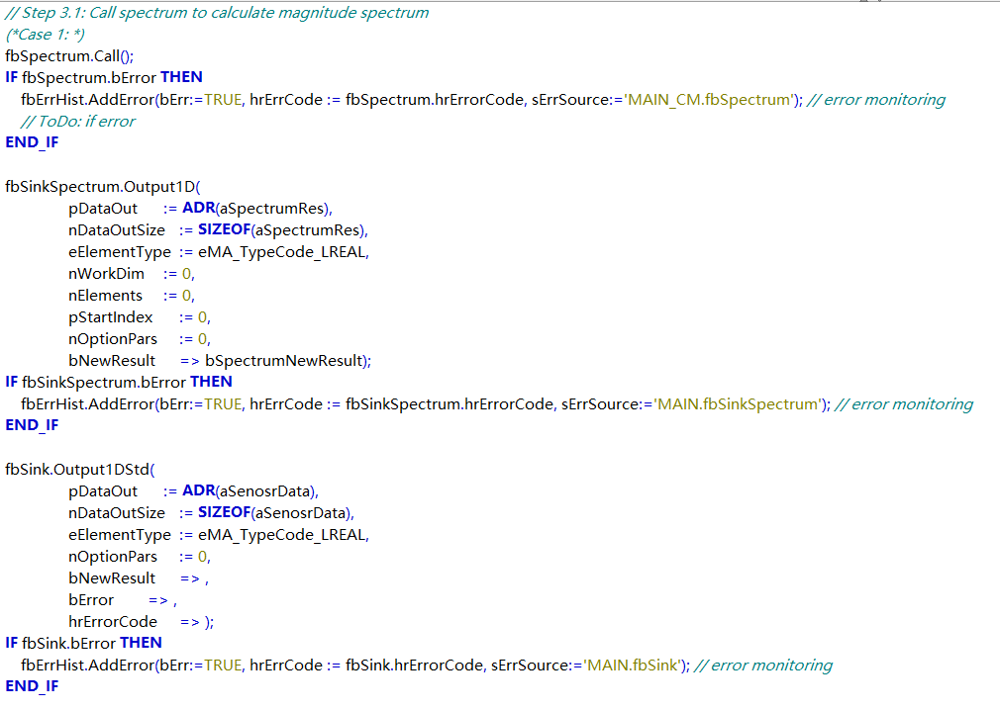 // Step 3.1: Call spectrum to calculate magnitude spectrum
(*Case 1: *)
fbSpectrum.Call();
IF fbSpectrum.bError THEN
fbErrHist.AddError(bErr:=TRUE, hrErrCode := fbSpectrum.hrErrorCode, sErrSource:='MAIN_CM.fbSpectrum'); // error monitoring
// ToDo: if error
END_IF
fbSinkSpectrum.Output1D(
pDataOut := ADR(aSpectrumRes),
nDataOutSize := SIZEOF(aSpectrumRes),
eElementType := eMA_TypeCode_LREAL,
nWorkDim := 0,
nElements := 0,
pStartIndex := 0,
nOptionPars := 0,
bNewResult => bSpectrumNewResult);
IF fbSinkSpectrum.bError THEN
fbErrHist.AddError(bErr:=TRUE, hrErrCode := fbSinkSpectrum.hrErrorCode, sErrSource:='MAIN.fbSinkSpectrum'); // error monitoring
END_IF
fbSink.Output1DStd(
pDataOut := ADR(aSenosrData),
nDataOutSize := SIZEOF(aSenosrData),
eElementType := eMA_TypeCode_LREAL,
nOptionPars := 0,
bNewResult => ,
bError => ,
hrErrorCode => );
IF fbSink.bError THEN
fbErrHist.AddError(bErr:=TRUE, hrErrCode := fbSink.hrErrorCode, sErrSource:='MAIN.fbSink'); // error monitoring
END_IF